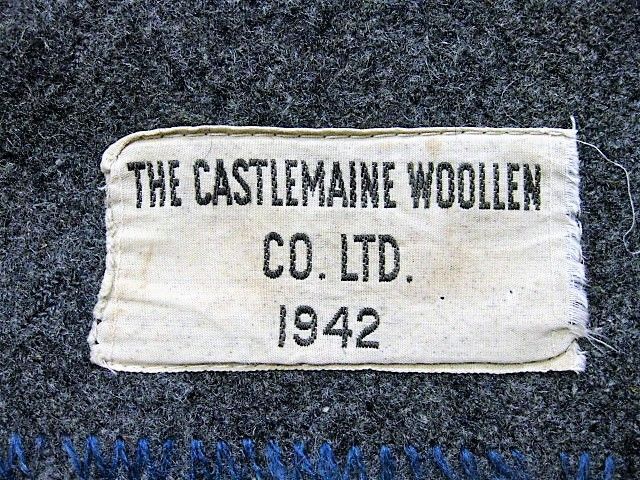 THE CASTLEMAINE WOOLLEN
CO. LTD.
1942